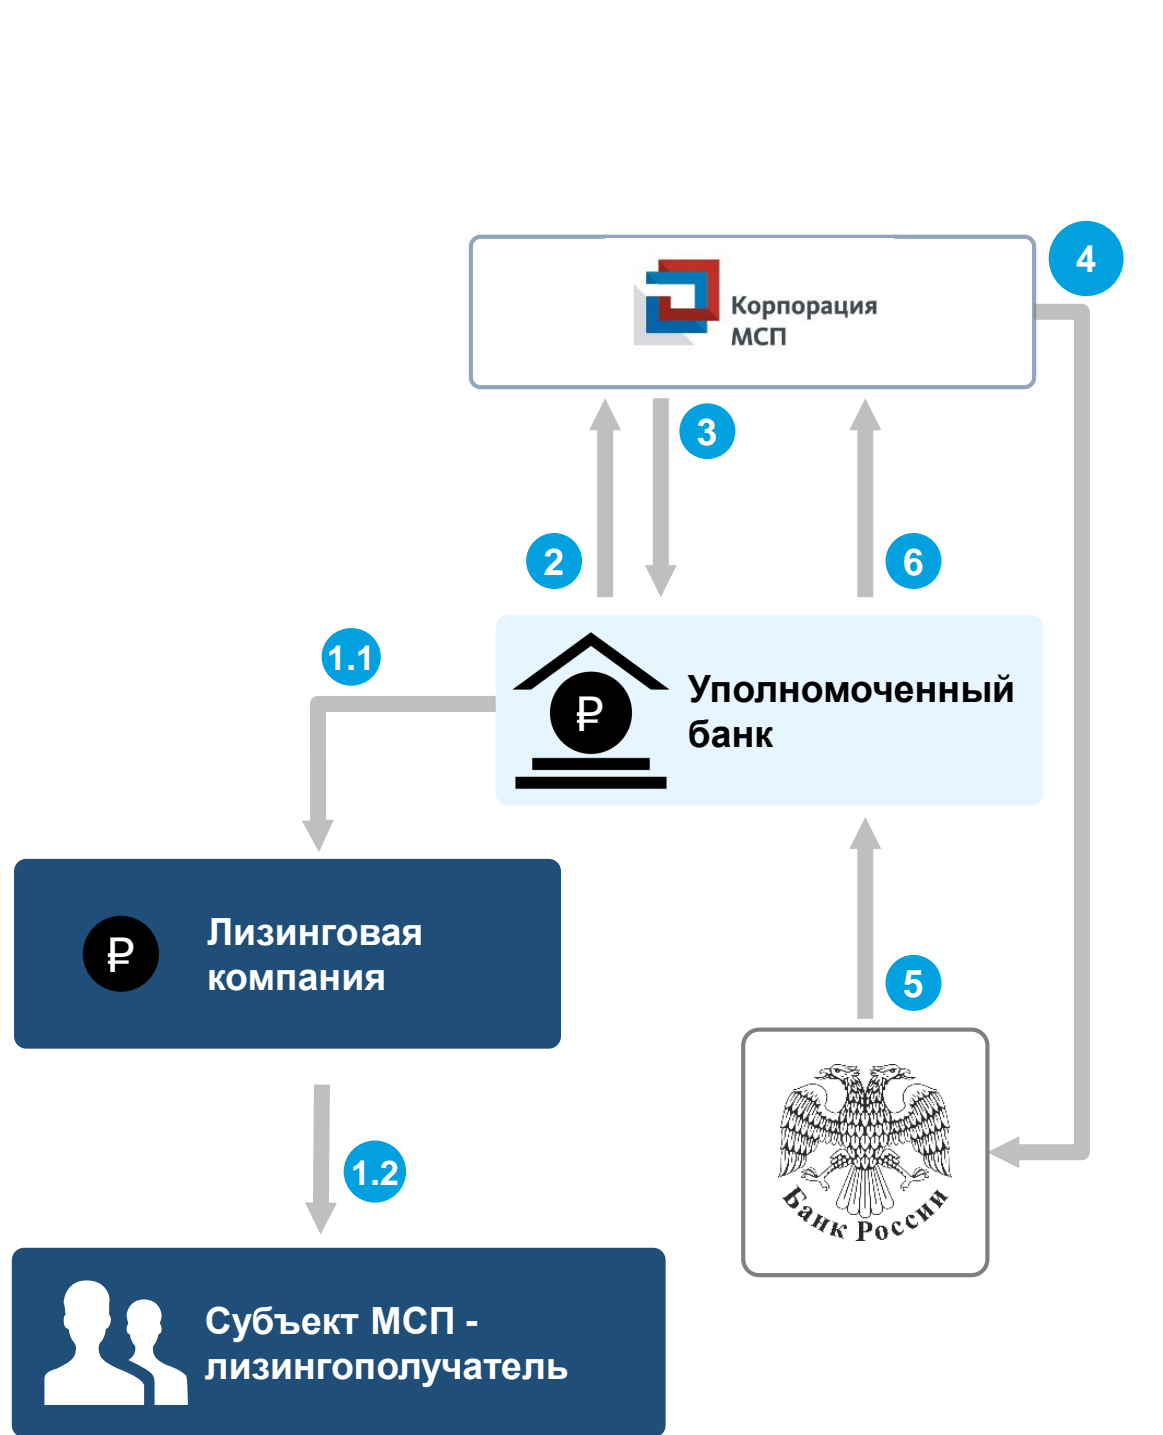 4
Корпорация
МСП
3
2
6
1.1
₽
Уполномоченный
банк
₽
Лизинговая
компания
5
1.2
Банк России
Субъект МСП -
лизингополучатель